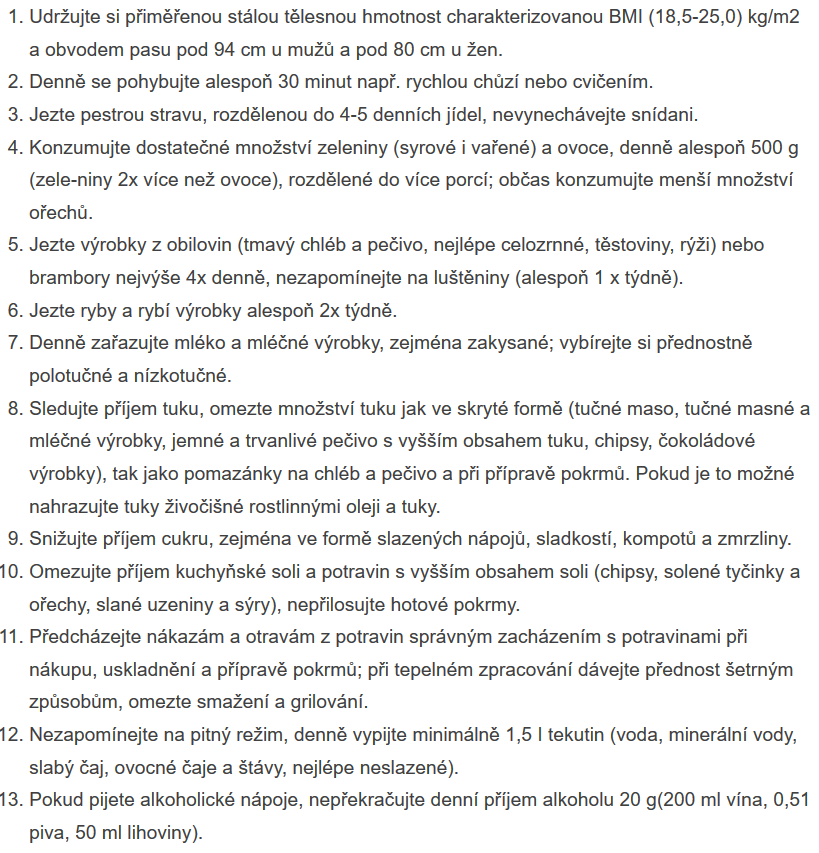 1. Udržujte si přiměřenou stálou tělesnou hmotnost charakterizovanou BMI (18,5-25,0) kg/m2
a obvodem pasu pod 94 cm u mužů a pod 80 cm u žen.
2. Denně se pohybujte alespoň 30 minut např. rychlou chůzí nebo cvičením.
3. Jezte pestrou stravu, rozdělenou do 4-5 denních jídel, nevynechávejte snídani.
4. Konzumujte dostatečné množství zeleniny (syrové i vařené) a ovoce, denně alespoň 500 g
(zele-niny 2x více než ovoce), rozdělené do více porcí; občas konzumujte menší množství
ořechů.
5. Jezte výrobky z obilovin (tmavý chléb a pečivo, nejlépe celozrnné, těstoviny, rýži) nebo
brambory nejvýše 4x denně, nezapomínejte na luštěniny (alespoň 1 x týdně).
6. Jezte ryby a rybí výrobky alespoň 2x týdně.
7. Denně zařazujte mléko a mléčné výrobky, zejména zakysané; vybírejte si přednostně
polotučné a nízkotučné.
8. Sledujte příjem tuku, omezte množství tuku jak ve skryté formě (tučné maso, tučné masné a
mléčné výrobky, jemné a trvanlivé pečivo s vyšším obsahem tuku, chipsy, čokoládové
výrobky), tak jako pomazánky na chléb a pečivo a při přípravě pokrmů. Pokud je to možné
nahrazujte tuky živočišné rostlinnými oleji a tuky.
9. Snižujte příjem cukru, zejména ve formě slazených nápojů, sladkostí, kompotů a zmrzliny.
10. Omezujte příjem kuchyňské soli a potravin s vyšším obsahem soli (chipsy, solené tyčinky a
ořechy, slané uzeniny a sýry), nepřilosujte hotové pokrmy.
11. Předcházejte nákazám a otravám z potravin správným zacházením s potravinami při
nákupu, uskladnění a přípravě pokrmů; při tepelném zpracování dávejte přednost šetrným
způsobům, omezte smažení a grilování.
12. Nezapomínejte na pitný režim, denně vypijte minimálně 1,5 l tekutin (voda, minerální vody,
slabý čaj, ovocné čaje a štávy, nejlépe neslazené).
13. Pokud pijete alkoholické nápoje, nepřekračujte denní příjem alkoholu 20 g(200 ml vína, 0,51
piva, 50 ml lihoviny).